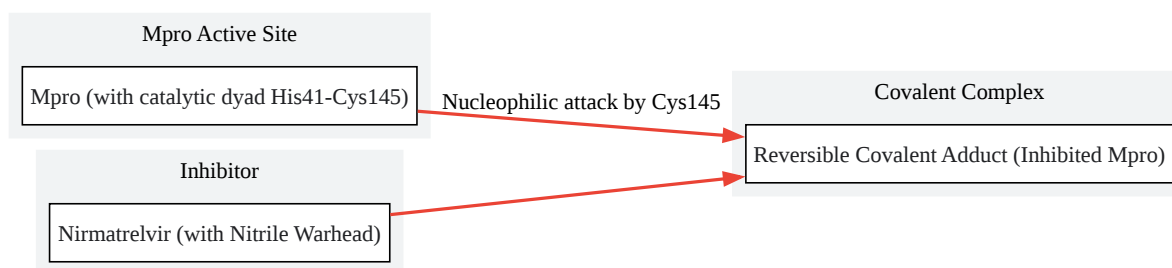 Mpro Active Site
Mpro (with catalytic dyad His41-Cys145)
Nucleophilic attack by Cys145
Inhibitor
Nirmatrelvir (with Nitrile Warhead)
Covalent Complex
Reversible Covalent Adduct (Inhibited Mpro)